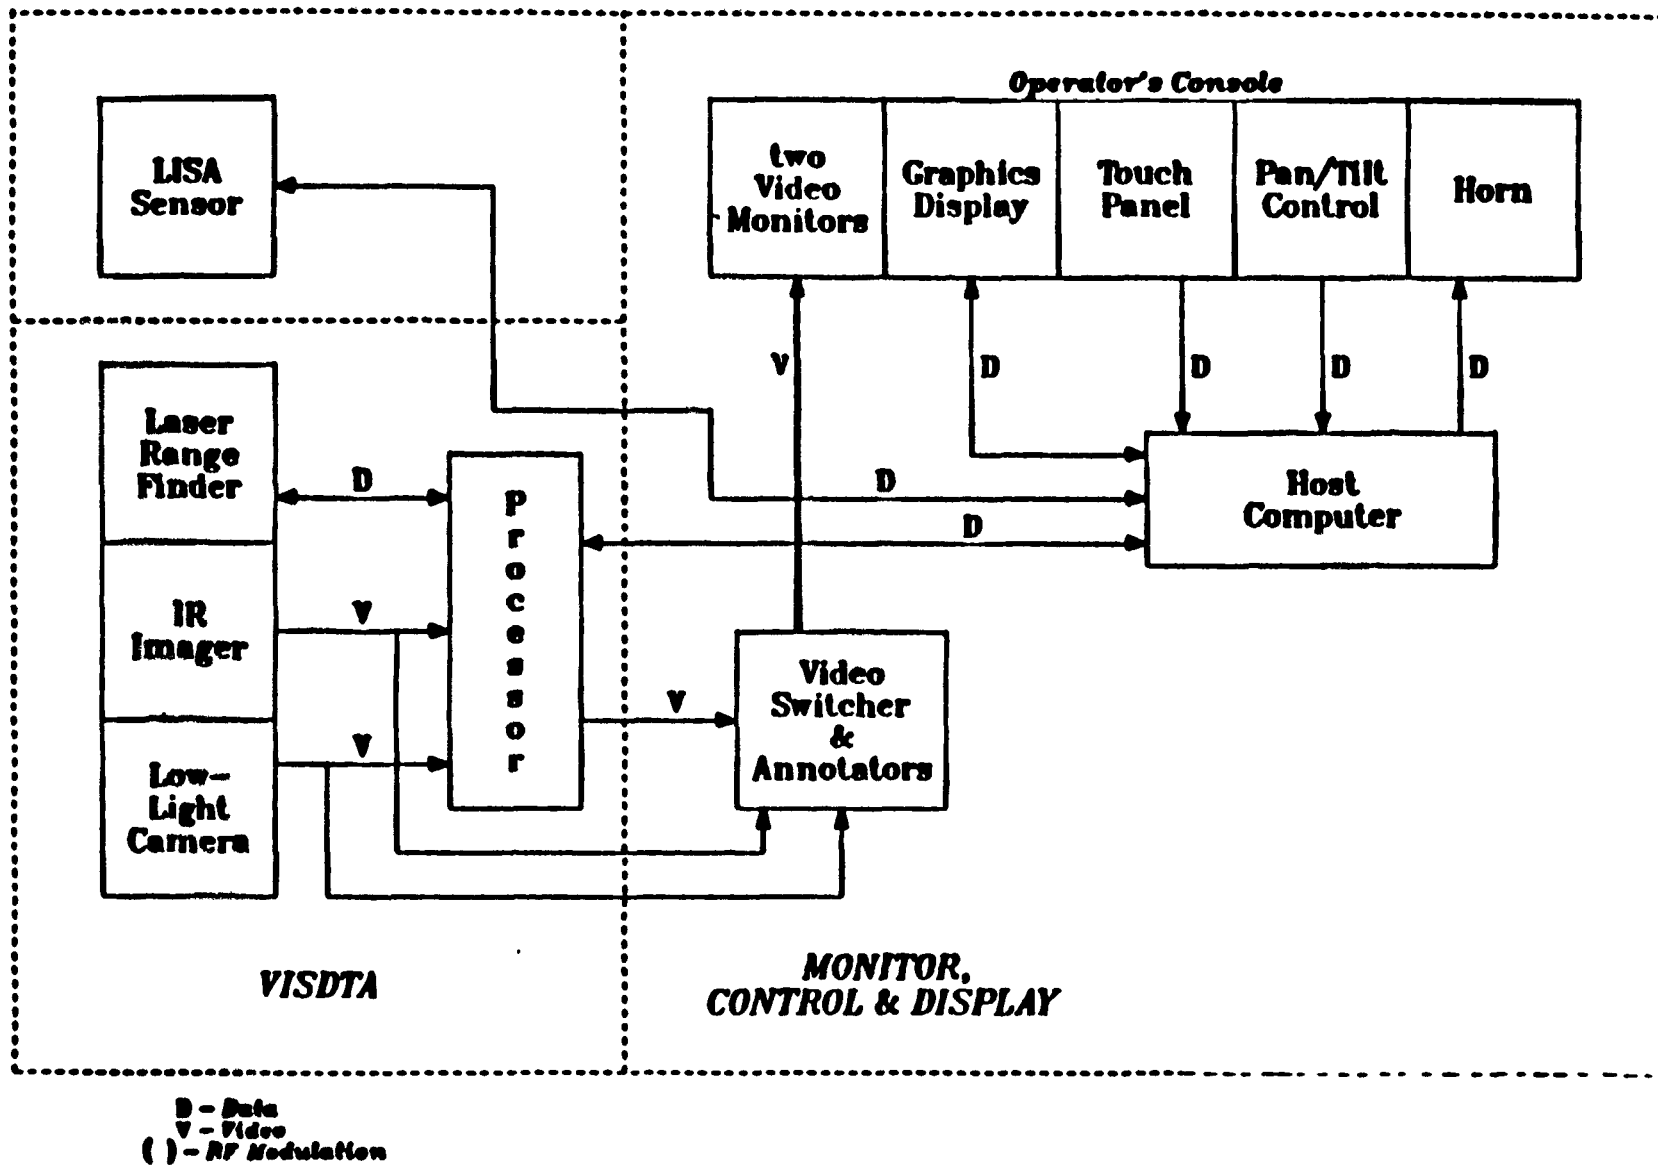 Operator's Console
LISA
Sensor
two
Video
Monitors
Graphics
Display
Touch
Panel
Pan/Tilt
Control
Horn
V
D
D
D
D
Laser
Range
Finder
D
Processor
D
D
Host
Computer
IR
Imager
V
V
Video
Switcher
&
Annotators
Low-
Light
Camera
V
VISDTA
MONITOR,
CONTROL & DISPLAY
D - Data
V - Video
( ) - RF Modulation